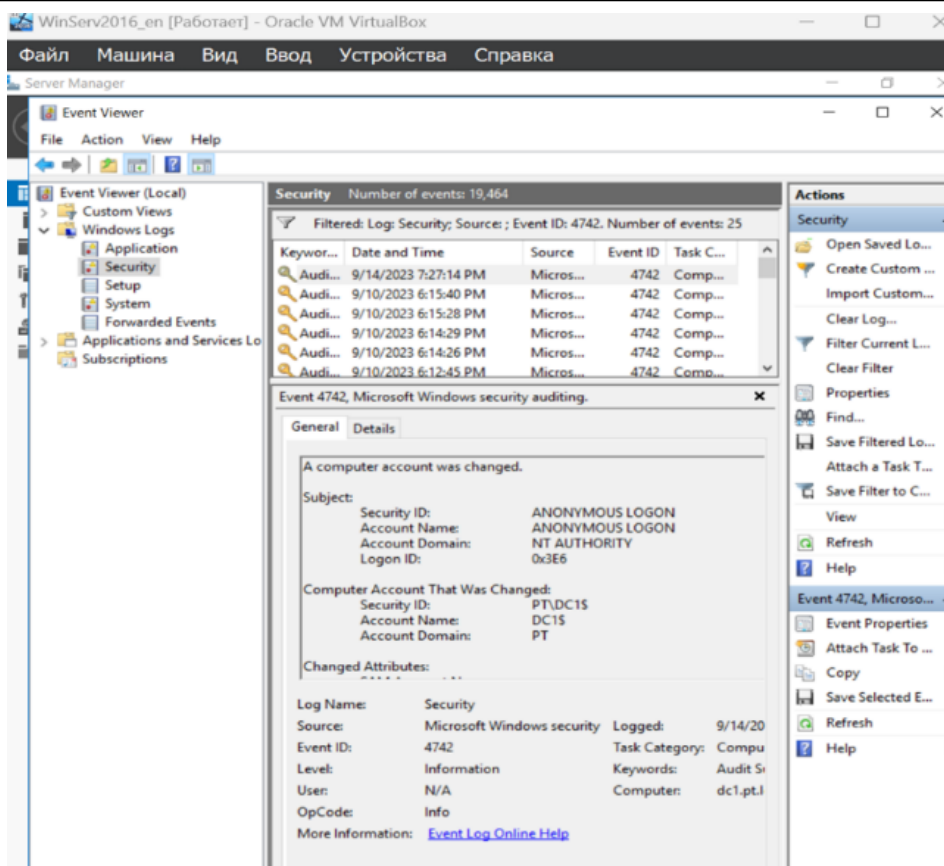 WinServ2016_en [Работает] - Oracle VM VirtualBox
Файл Машина Вид Ввод Устройства Справка
Server Manager
Event Viewer
File Action View Help
Event Viewer (Local)
Custom Views
Windows Logs
Application
Security
Setup
System
Forwarded Events
Applications and Services Lo
Subscriptions
Security Number of events: 19,464
Filtered: Log: Security; Source: ; Event ID: 4742. Number of events: 25
Keywor... Date and Time Source Event ID Task C...
Audi... 9/14/2023 7:27:14 PM Micros... 4742 Comp...
Audi... 9/10/2023 6:15:40 PM Micros... 4742 Comp...
Audi... 9/10/2023 6:15:28 PM Micros... 4742 Comp...
Audi... 9/10/2023 6:14:29 PM Micros... 4742 Comp...
Audi... 9/10/2023 6:14:26 PM Micros... 4742 Comp...
Audi... 9/10/2023 6:12:45 PM Micros... 4742 Comp...
Event 4742, Microsoft Windows security auditing.
General Details
A computer account was changed.
Subject:
Security ID: ANONYMOUS LOGON
Account Name: ANONYMOUS LOGON
Account Domain: NT AUTHORITY
Logon ID: 0x3E6
Computer Account That Was Changed:
Security ID: PT\DC1$
Account Name: DC1$
Account Domain: PT
Changed Attributes:
Log Name: Security
Source: Microsoft Windows security Logged: 9/14/20
Event ID: 4742 Task Category: Compu
Level: Information Keywords: Audit Su
User: N/A Computer: dc1.pt.l
OpCode: Info
More Information: Event Log Online Help
Actions
Security
Open Saved Lo...
Create Custom ...
Import Custom...
Clear Log...
Filter Current L...
Clear Filter
Properties
Find...
Save Filtered Lo...
Attach a Task T...
Save Filter to C...
View
Refresh
Help
Event 4742, Microso...
Event Properties
Attach Task To ...
Copy
Save Selected E...
Refresh
Help